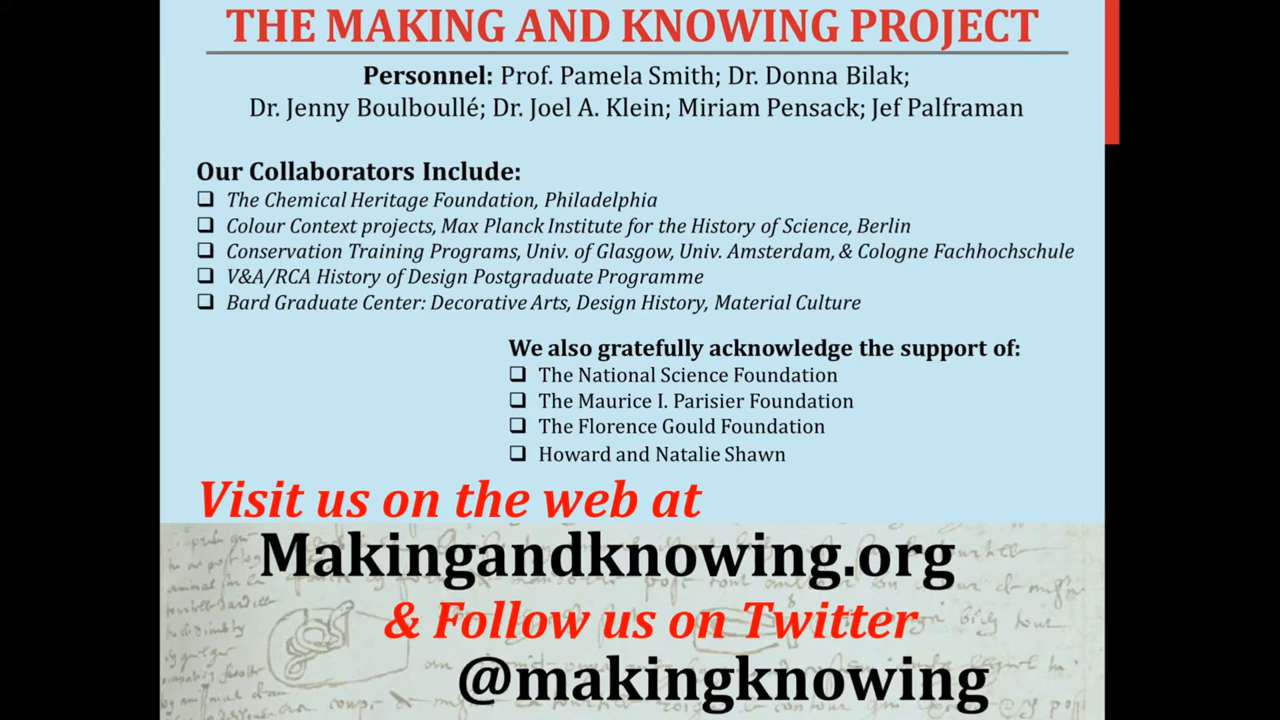 THE MAKING AND KNOWING PROJECT
Personnel: Prof. Pamela Smith; Dr. Donna Bilak;
Dr. Jenny Boulboullé; Dr. Joel A. Klein; Miriam Pensack; Jef Palframan
Our Collaborators Include:
❑ The Chemical Heritage Foundation, Philadelphia
❑ Colour Context projects, Max Planck Institute for the History of Science, Berlin
❑ Conservation Training Programs, Univ. of Glasgow, Univ. Amsterdam, & Cologne Fachhochschule
❑ V&A/RCA History of Design Postgraduate Programme
❑ Bard Graduate Center: Decorative Arts, Design History, Material Culture
We also gratefully acknowledge the support of:
❑ The National Science Foundation
❑ The Maurice I. Parisier Foundation
❑ The Florence Gould Foundation
❑ Howard and Natalie Shawn
Visit us on the web at
Makingandknowing.org
& Follow us on Twitter
@makingknowing